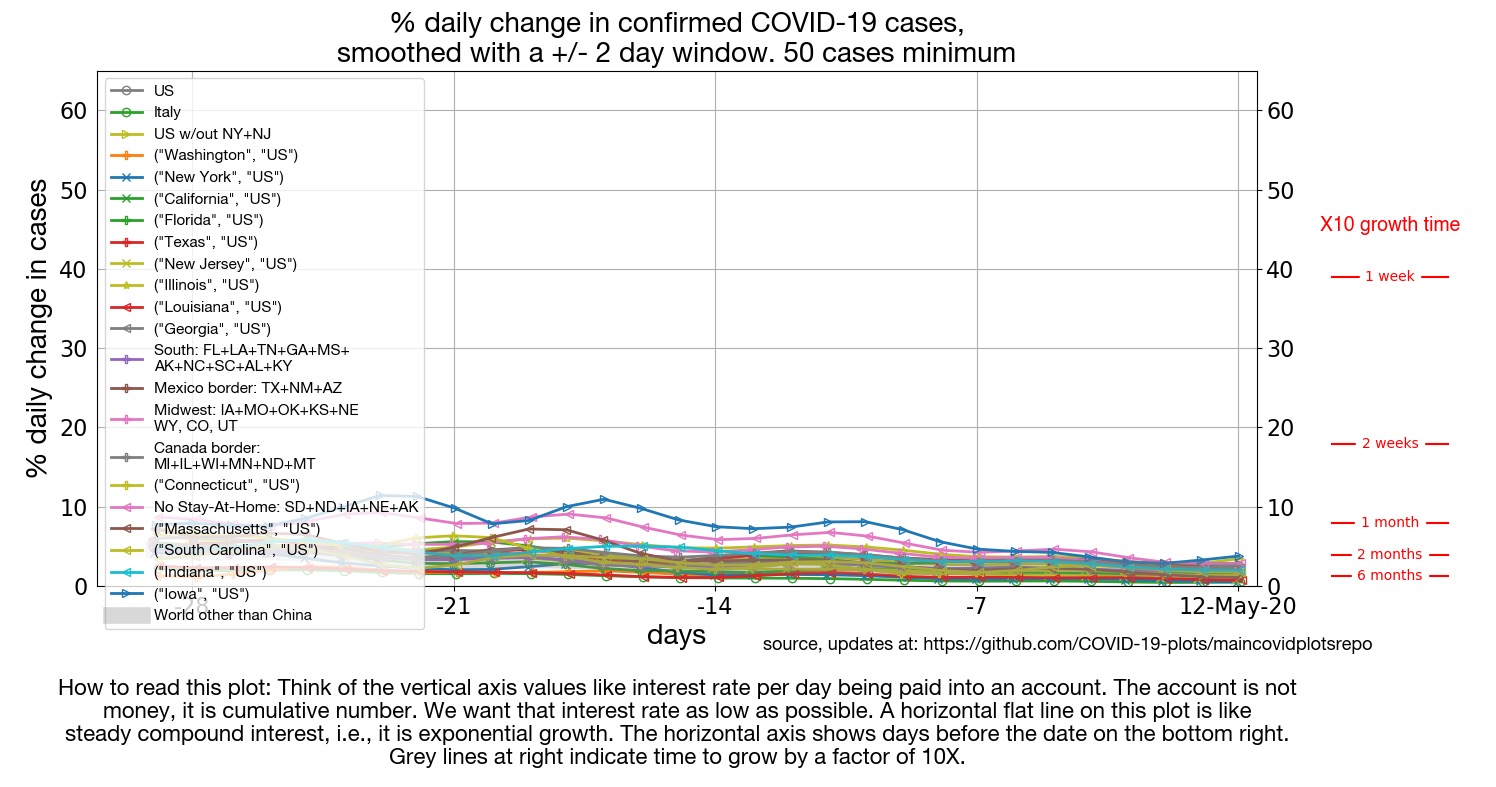 % daily change in confirmed COVID-19 cases,
smoothed with a +/- 2 day window. 50 cases minimum
% daily change in cases
60
50
40
30
20
10
0
US
Italy
US w/out NY+NJ
("Washington", "US")
("New York", "US")
("California", "US")
("Florida", "US")
("Texas", "US")
("New Jersey", "US")
("Illinois", "US")
("Louisiana", "US")
("Georgia", "US")
South: FL+LA+TN+GA+MS+
AK+NC+SC+AL+KY
Mexico border: TX+NM+AZ
Midwest: IA+MO+OK+KS+NE
WY, CO, UT
Canada border:
MI+IL+WI+MN+ND+MT
("Connecticut", "US")
No Stay-At-Home: SD+ND+IA+NE+AK
("Massachusetts", "US")
("South Carolina", "US")
("Indiana", "US")
("Iowa", "US")
World other than China
60
50
40
30
20
10
0
X10 growth time
1 week
2 weeks
1 month
2 months
6 months
-28
-21
-14
-7
12-May-20
days
source, updates at: https://github.com/COVID-19-plots/maincovidplotsrepo
How to read this plot: Think of the vertical axis values like interest rate per day being paid into an account. The account is not
money, it is cumulative number. We want that interest rate as low as possible. A horizontal flat line on this plot is like
steady compound interest, i.e., it is exponential growth. The horizontal axis shows days before the date on the bottom right.
Grey lines at right indicate time to grow by a factor of 10X.